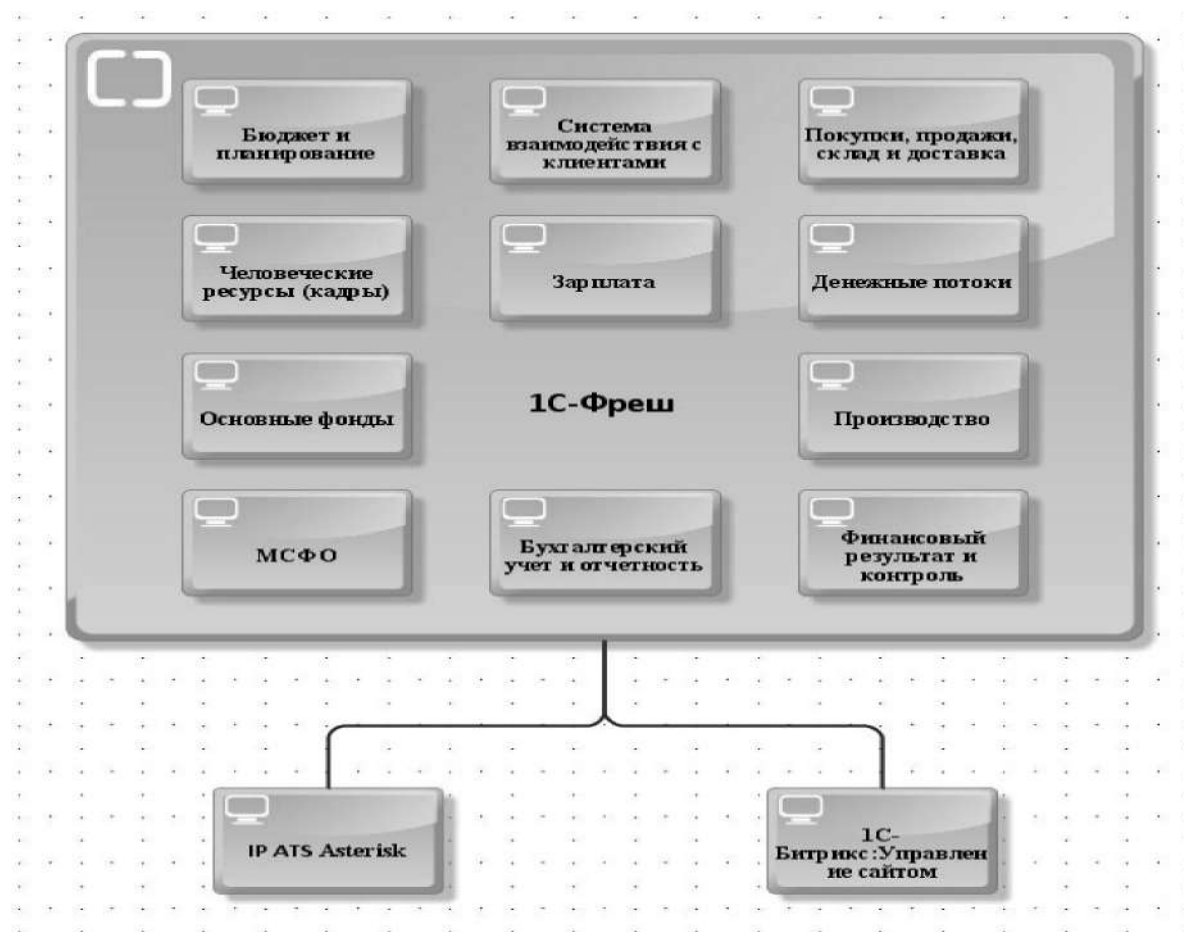 Бюджет и
планирование
Система
взаимодействия с
клиентами
Покупки, продажи,
склад и доставка
Человеческие
ресурсы (кадры)
Зарплата
Денежные потоки
Основные фонды
1С-Фреш
Производство
МСФО
Бухгалтерский
учет и отчетность
Финансовый
результат и
контроль
IP ATS Asterisk
1С-
Битрикс:Управлен
ие сайтом